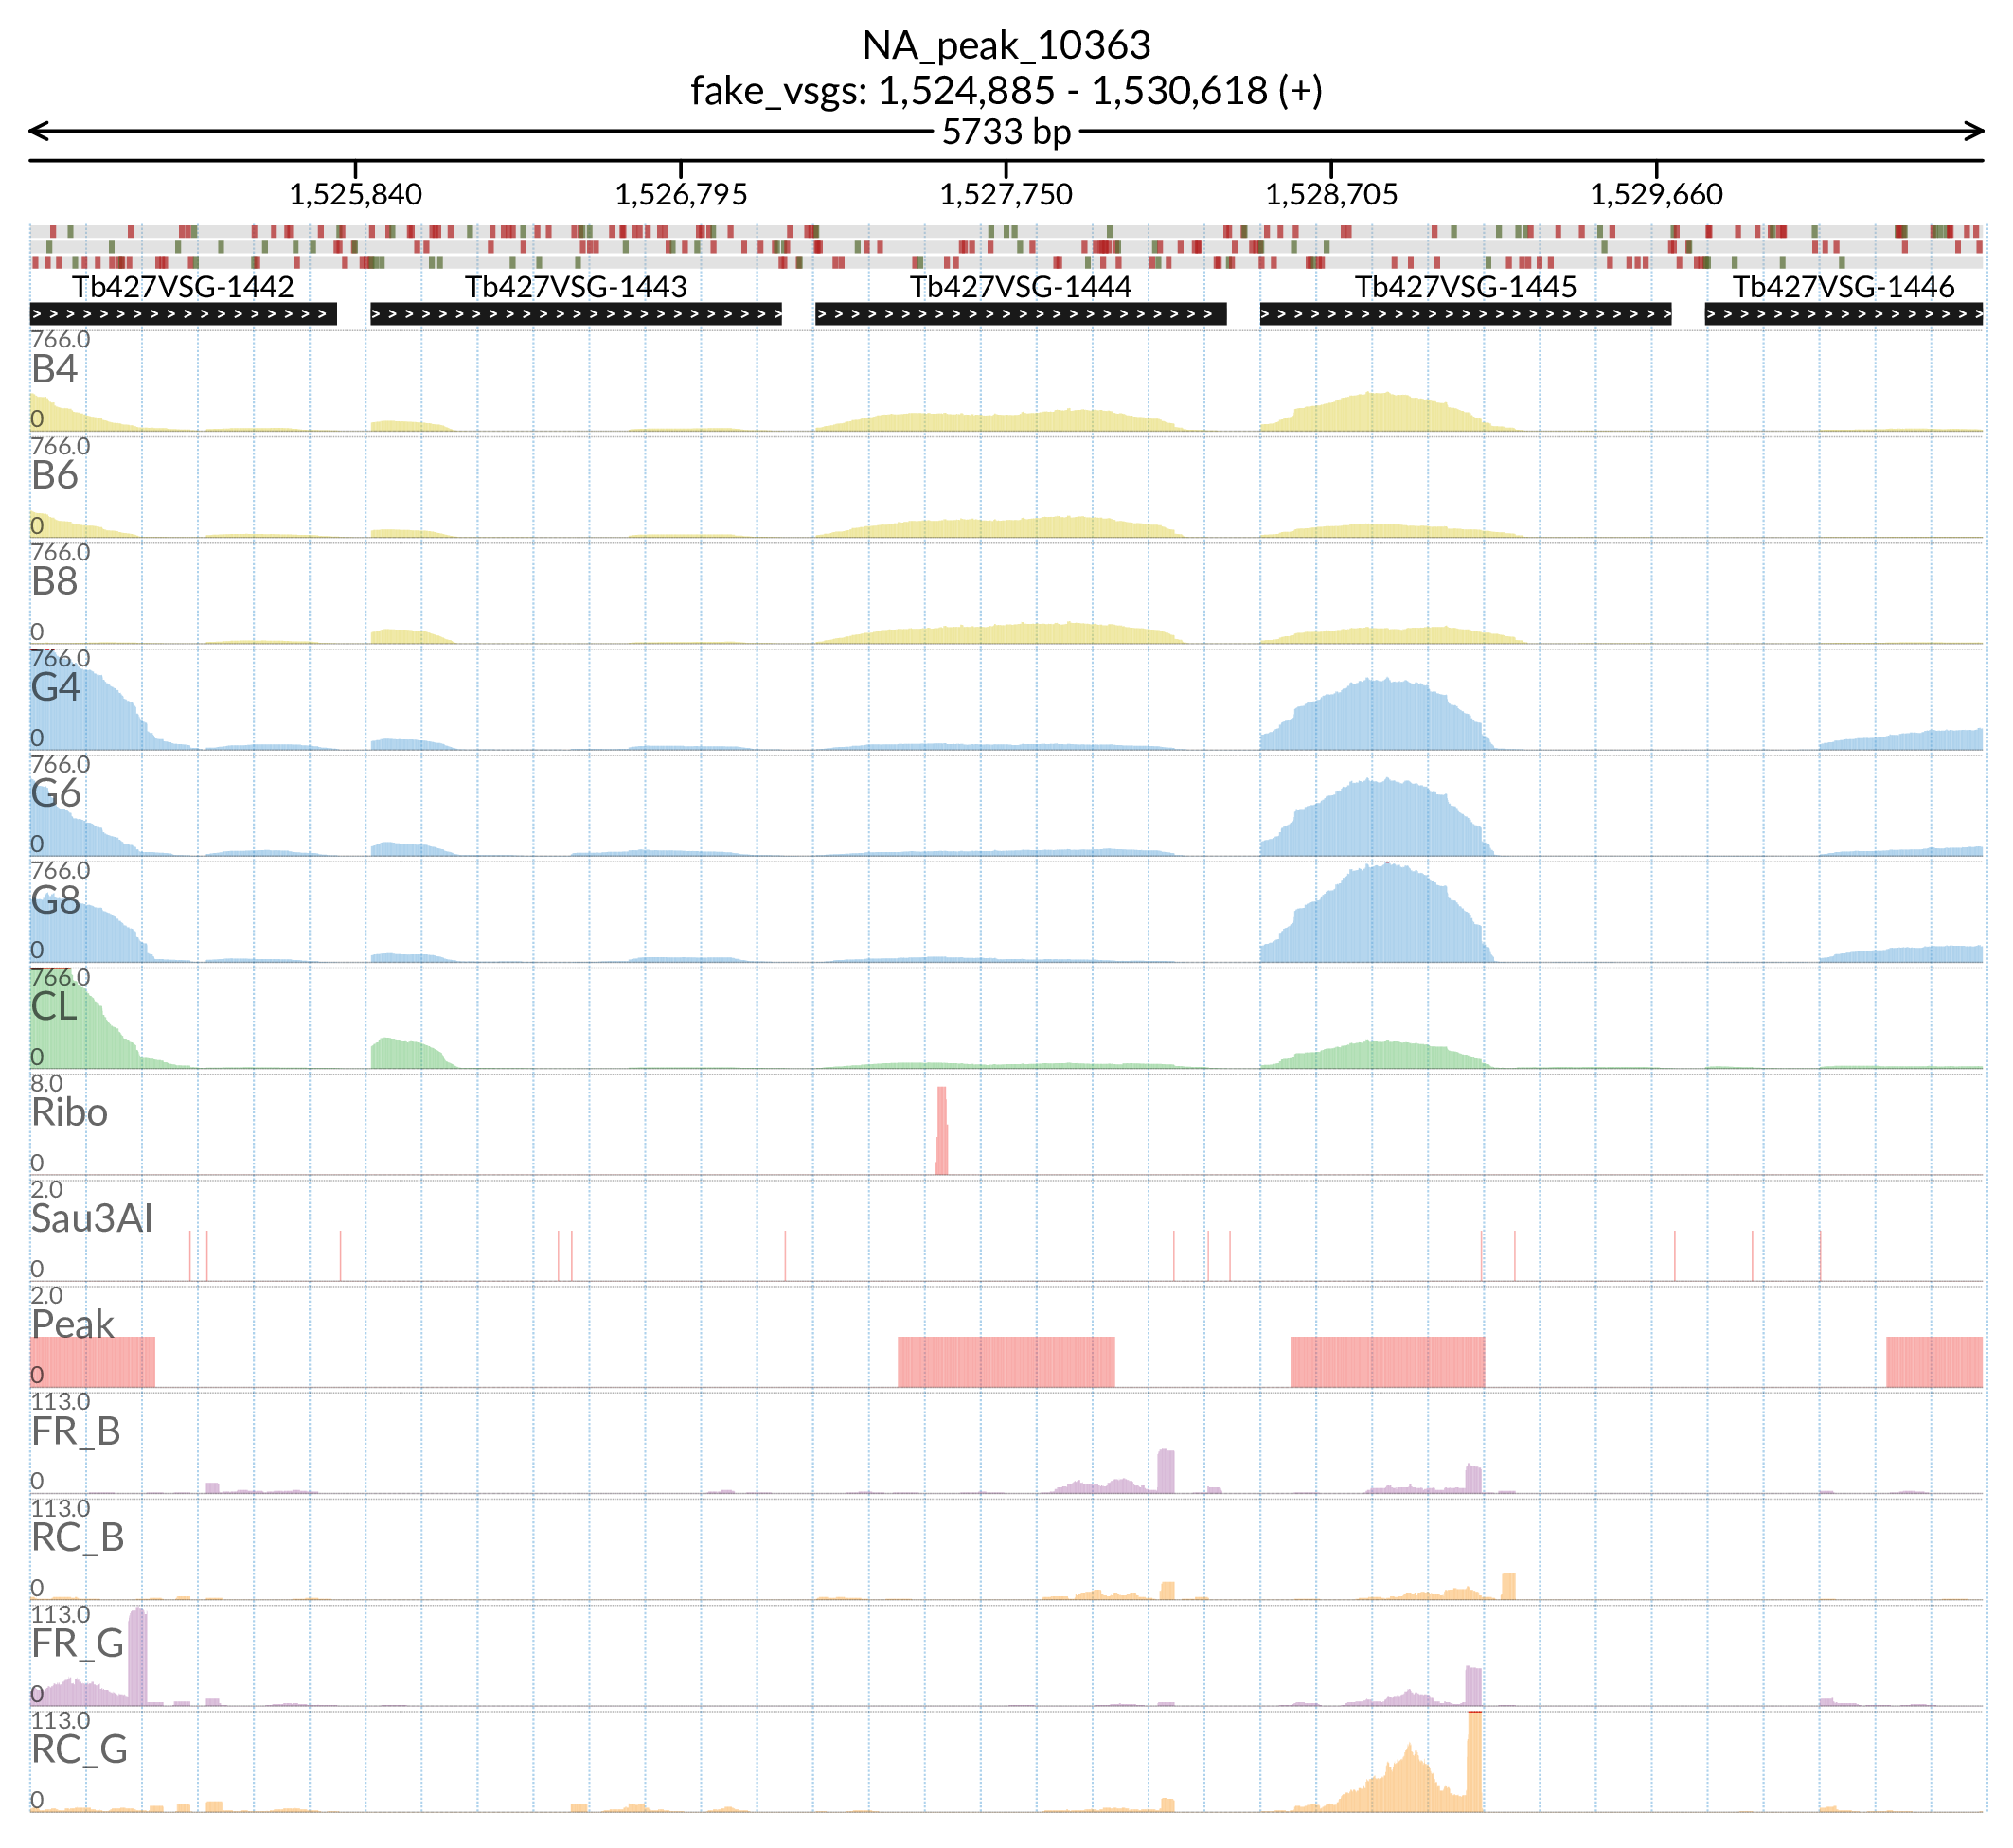 NA_peak_10363
fake_vsgs: 1,524,885 - 1,530,618 (+)
5733 bp
1,525,840 1,526,795 1,527,750 1,528,705 1,529,660
Tb427VSG-1442 Tb427VSG-1443 Tb427VSG-1444 Tb427VSG-1445 Tb427VSG-1446
766.0
B4
0
766.0
B6
0
766.0
B8
0
766.0
G4
0
766.0
G6
0
766.0
G8
0
766.0
CL
0
8.0
Ribo
0
2.0
Sau3AI
0
2.0
Peak
0
113.0
FR_B
0
113.0
RC_B
0
113.0
FR_G
0
113.0
RC_G
0